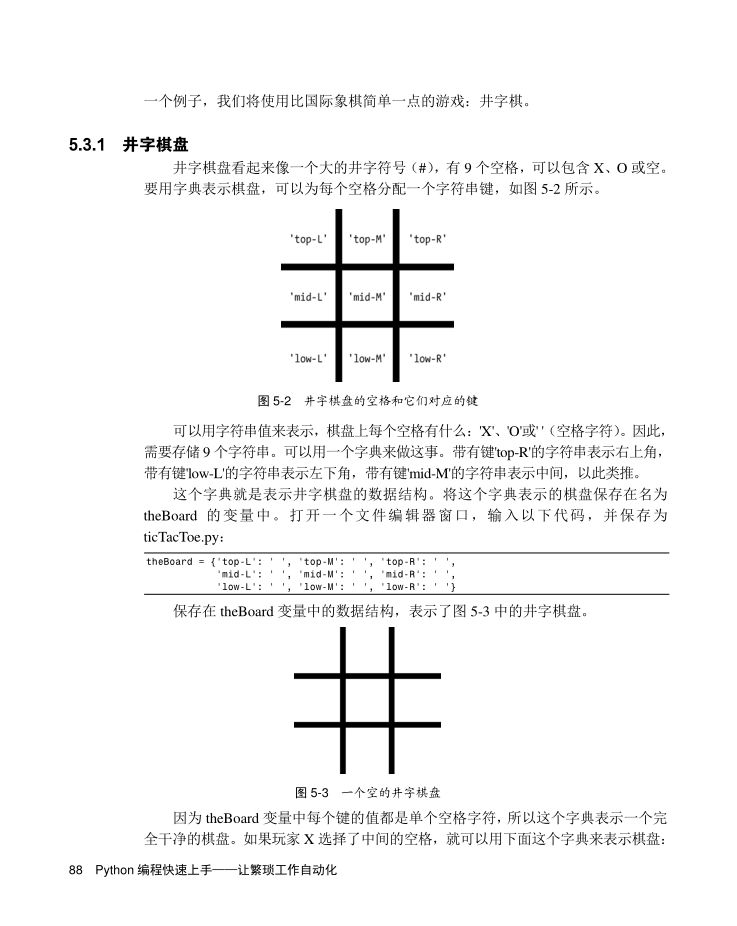 一个例子，我们将使用比国际象棋简单一点的游戏：井字棋。
5.3.1 井字棋盘
井字棋盘看起来像一个大的井字符号（#），有 9 个空格，可以包含 X、O 或空。
要用字典表示棋盘，可以为每个空格分配一个字符串键，如图 5-2 所示。
'top-L' 'top-M' 'top-R'
'mid-L' 'mid-M' 'mid-R'
'low-L' 'low-M' 'low-R'
图 5-2 井字棋盘的空格和它们对应的键
可以用字符串值来表示，棋盘上每个空格有什么：'X'、'O'或' '（空格字符）。因此，
需要存储 9 个字符串。可以用一个字典来做这事。带有键'top-R'的字符串表示右上角，
带有键'low-L'的字符串表示左下角，带有键'mid-M'的字符串表示中间，以此类推。
这个字典就是表示井字棋盘的数据结构。将这个字典表示的棋盘保存在名为
theBoard 的变量中。打开一个文件编辑器窗口，输入以下代码，并保存为
ticTacToe.py：
theBoard = {'top-L': ' ', 'top-M': ' ', 'top-R': ' ',
'mid-L': ' ', 'mid-M': ' ', 'mid-R': ' ',
'low-L': ' ', 'low-M': ' ', 'low-R': ' '}
保存在 theBoard 变量中的数据结构，表示了图 5-3 中的井字棋盘。
图 5-3 一个空的井字棋盘
因为 theBoard 变量中每个键的值都是单个空格字符，所以这个字典表示一个完
全干净的棋盘。如果玩家 X 选择了中间的空格，就可以用下面这个字典来表示棋盘：
88 Python 编程快速上手——让繁琐工作自动化